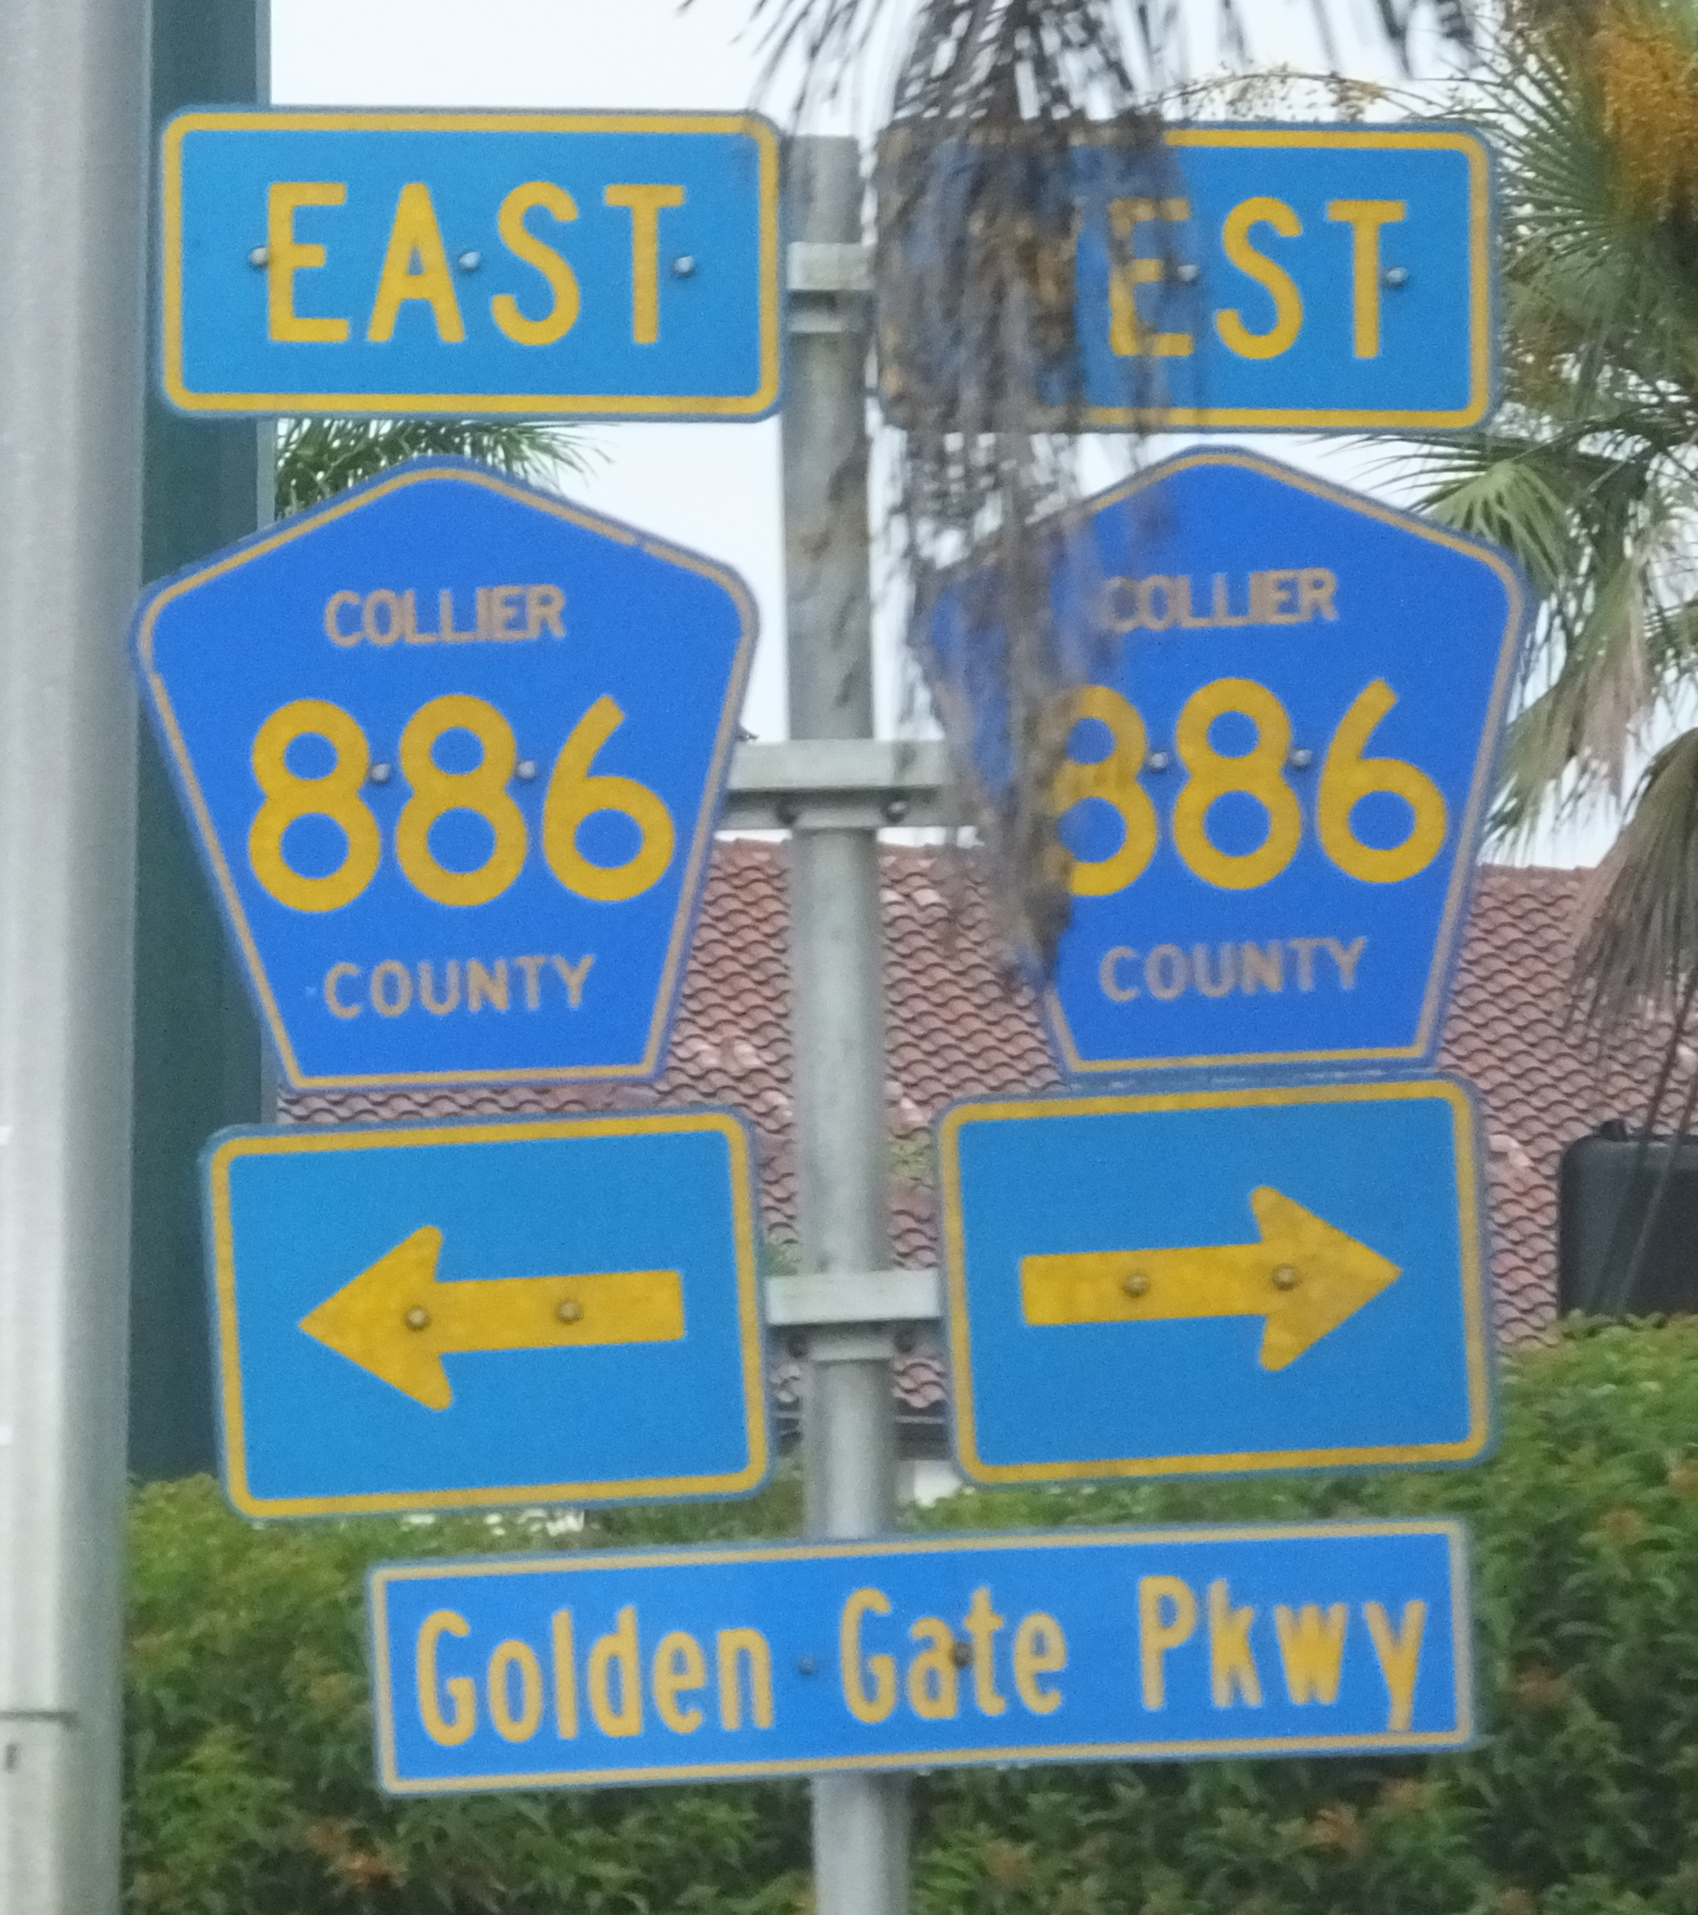 EAST
EST
COLLIER
886
COUNTY
COLLIER
886
COUNTY
Golden Gate Pkwy